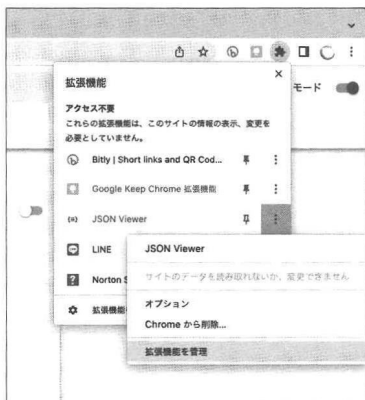 モード
拡張機能
アクセス不要
これらの拡張機能は、このサイトの情報の表示、変更を
必要としていません。
Bitly | Short links and QR Cod...
Google Keep Chrome 拡張機能
JSON Viewer
LINE
Norton S
拡張機能
JSON Viewer
サイトのデータを読み取れないか、変更できません
オプション
Chrome から削除...
拡張機能を管理